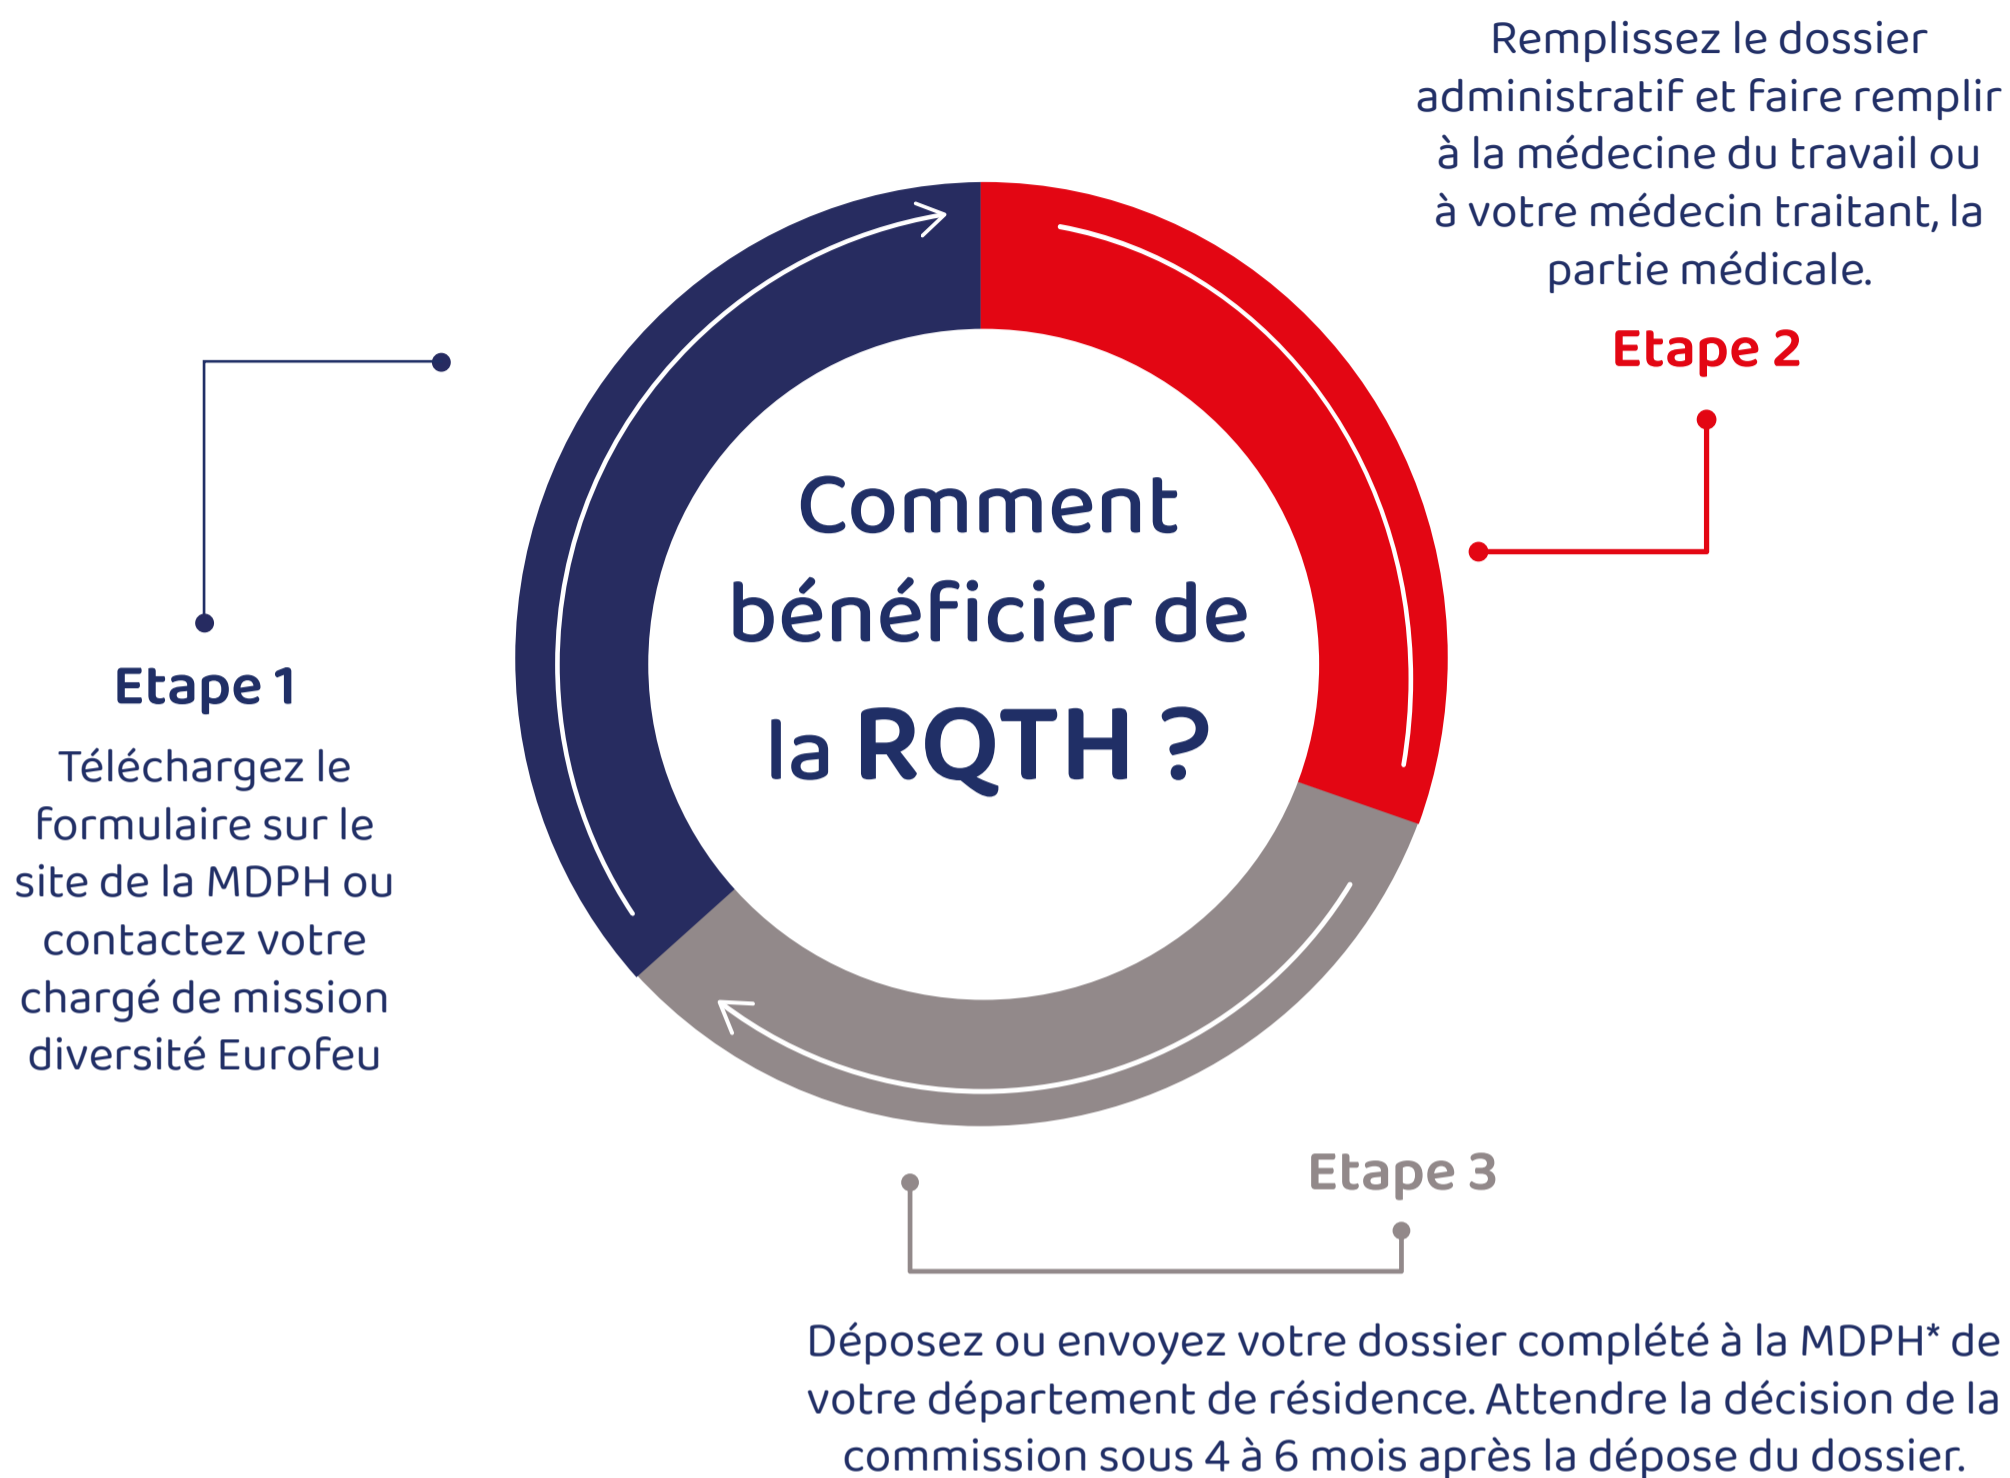 Comment
bénéficier de
la RQTH ?
Etape 1
Téléchargez le
formulaire sur le
site de la MDPH ou
contactez votre
chargé de mission
diversité Eurofeu
Remplissez le dossier
administratif et faire remplir
à la médecine du travail ou
à votre médecin traitant, la
partie médicale.
Etape 2
Etape 3
Déposez ou envoyez votre dossier complété à la MDPH* de
votre département de résidence. Attendre la décision de la
commission sous 4 à 6 mois après la dépose du dossier.